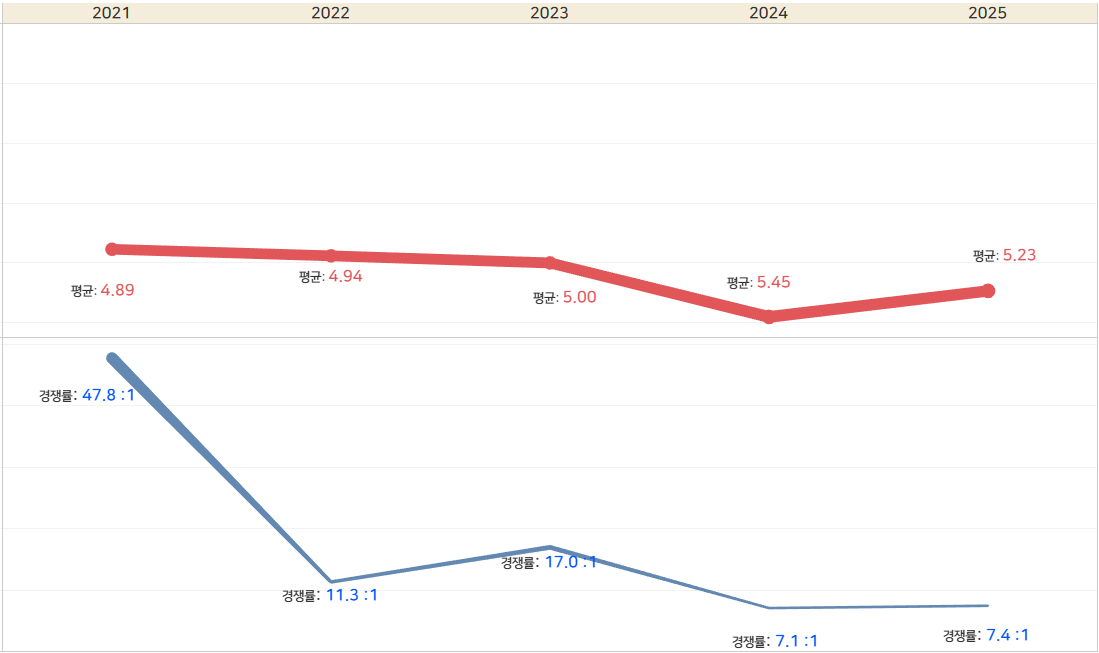 2021 2022 2023 2024 2025
평균: 4.89
평균: 4.94
평균: 5.00
평균: 5.45
평균: 5.23
경쟁률: 47.8 :1
경쟁률: 11.3 :1
경쟁률: 17.0 :1
경쟁률: 7.1 :1
경쟁률: 7.4 :1